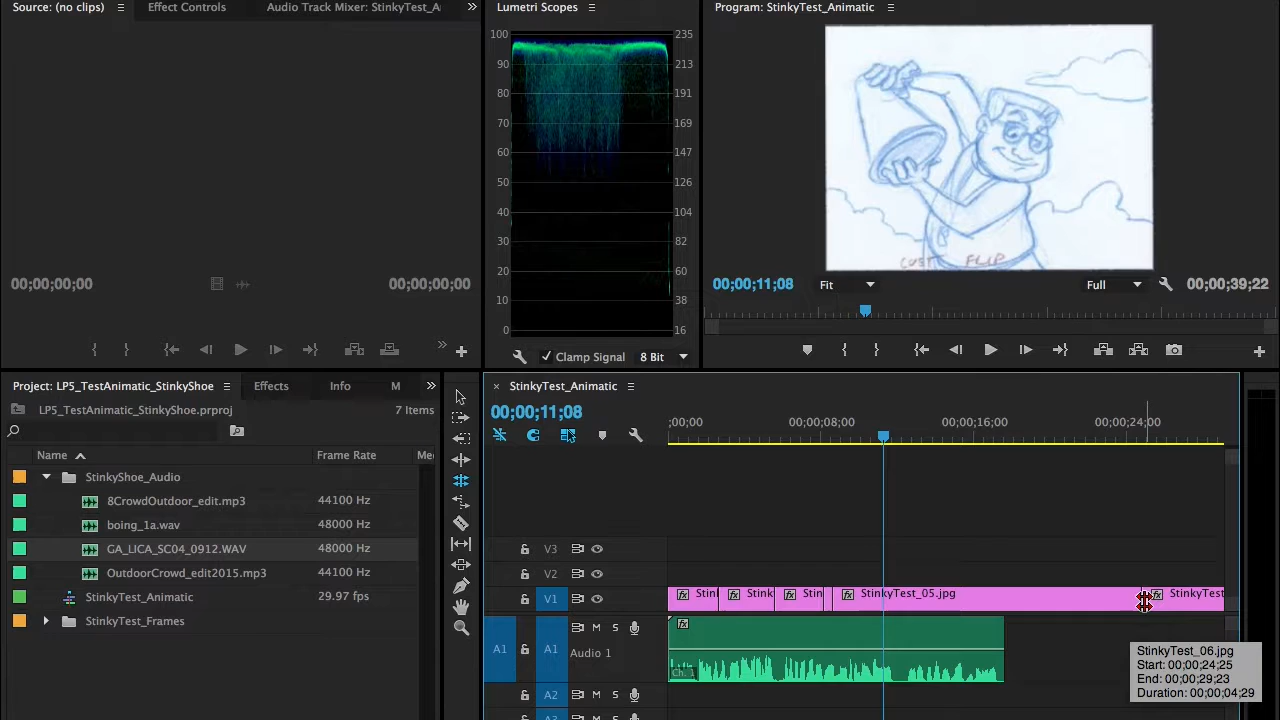 Source: (no clips)
Effect Controls
Audio Track Mixer: StinkyTest_A
Lumetri Scopes
Program: StinkyTest_Animatic
100
90
80
70
60
50
40
30
20
10
0
235
213
191
169
147
126
104
82
60
38
16
FLIP
00;00;00;00
00;00;00;00
Clamp Signal
8 Bit
00;00;11;08
Fit
Full
00;00;39;22
Project: LP5_TestAnimatic_StinkyShoe
Effects
Info
M
LP5_TestAnimatic_StinkyShoe.prproj
7 Items
Name
Frame Rate
Me
StinkyShoe_Audio
8CrowdOutdoor_edit.mp3
44100 Hz
boing_1a.wav
48000 Hz
GA_LICA_SC04_0912.WAV
48000 Hz
OutdoorCrowd_edit2015.mp3
44100 Hz
StinkyTest_Animatic
29.97 fps
StinkyTest_Frames
StinkyTest_Animatic
00;00;11;08
;00;00
00;00;08;00
00;00;16;00
00;00;24;00
V3
V2
V1
Stin
Stink
Stin
StinkyTest_05.jpg
StinkyTest
A1
A1
M S
Audio 1
Ch. 1
A2
M S
StinkyTest_06.jpg
Start: 00;00;24;25
End: 00;00;29;23
Duration: 00;00;04;29